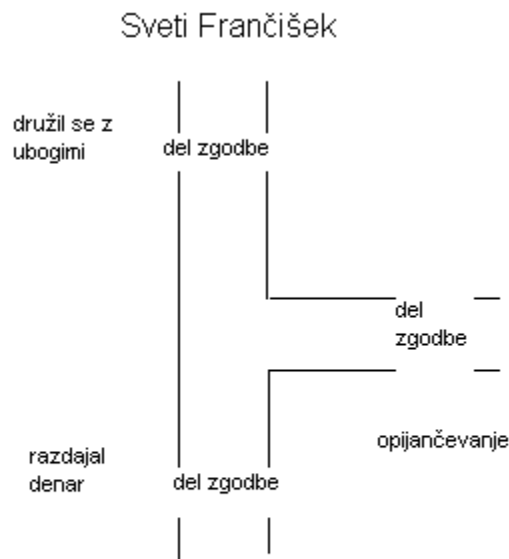 Sveti Frančišek
družil se z
ubogimi
del zgodbe
del
zgodbe
opijančevanje
razdajal
denar
del zgodbe